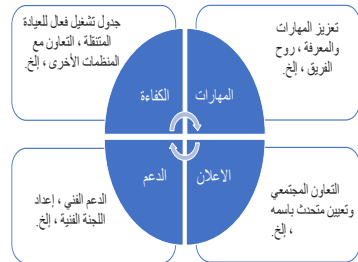 تعزيز المهارات
والمعرفة ، روح
الفريق ، إلخ.
جدول تشغيل فعال للعيادة
المتنقلة ، التعاون مع
المنظمات الأخرى ، إلخ.
المهارات
الكفاءة
الاعلان
الدعم
التعاون المجتمعي
وتعيين متحدث باسمه
، إلخ.
الدعم الفني ، إعداد
اللجنة الفنية ، إلخ.